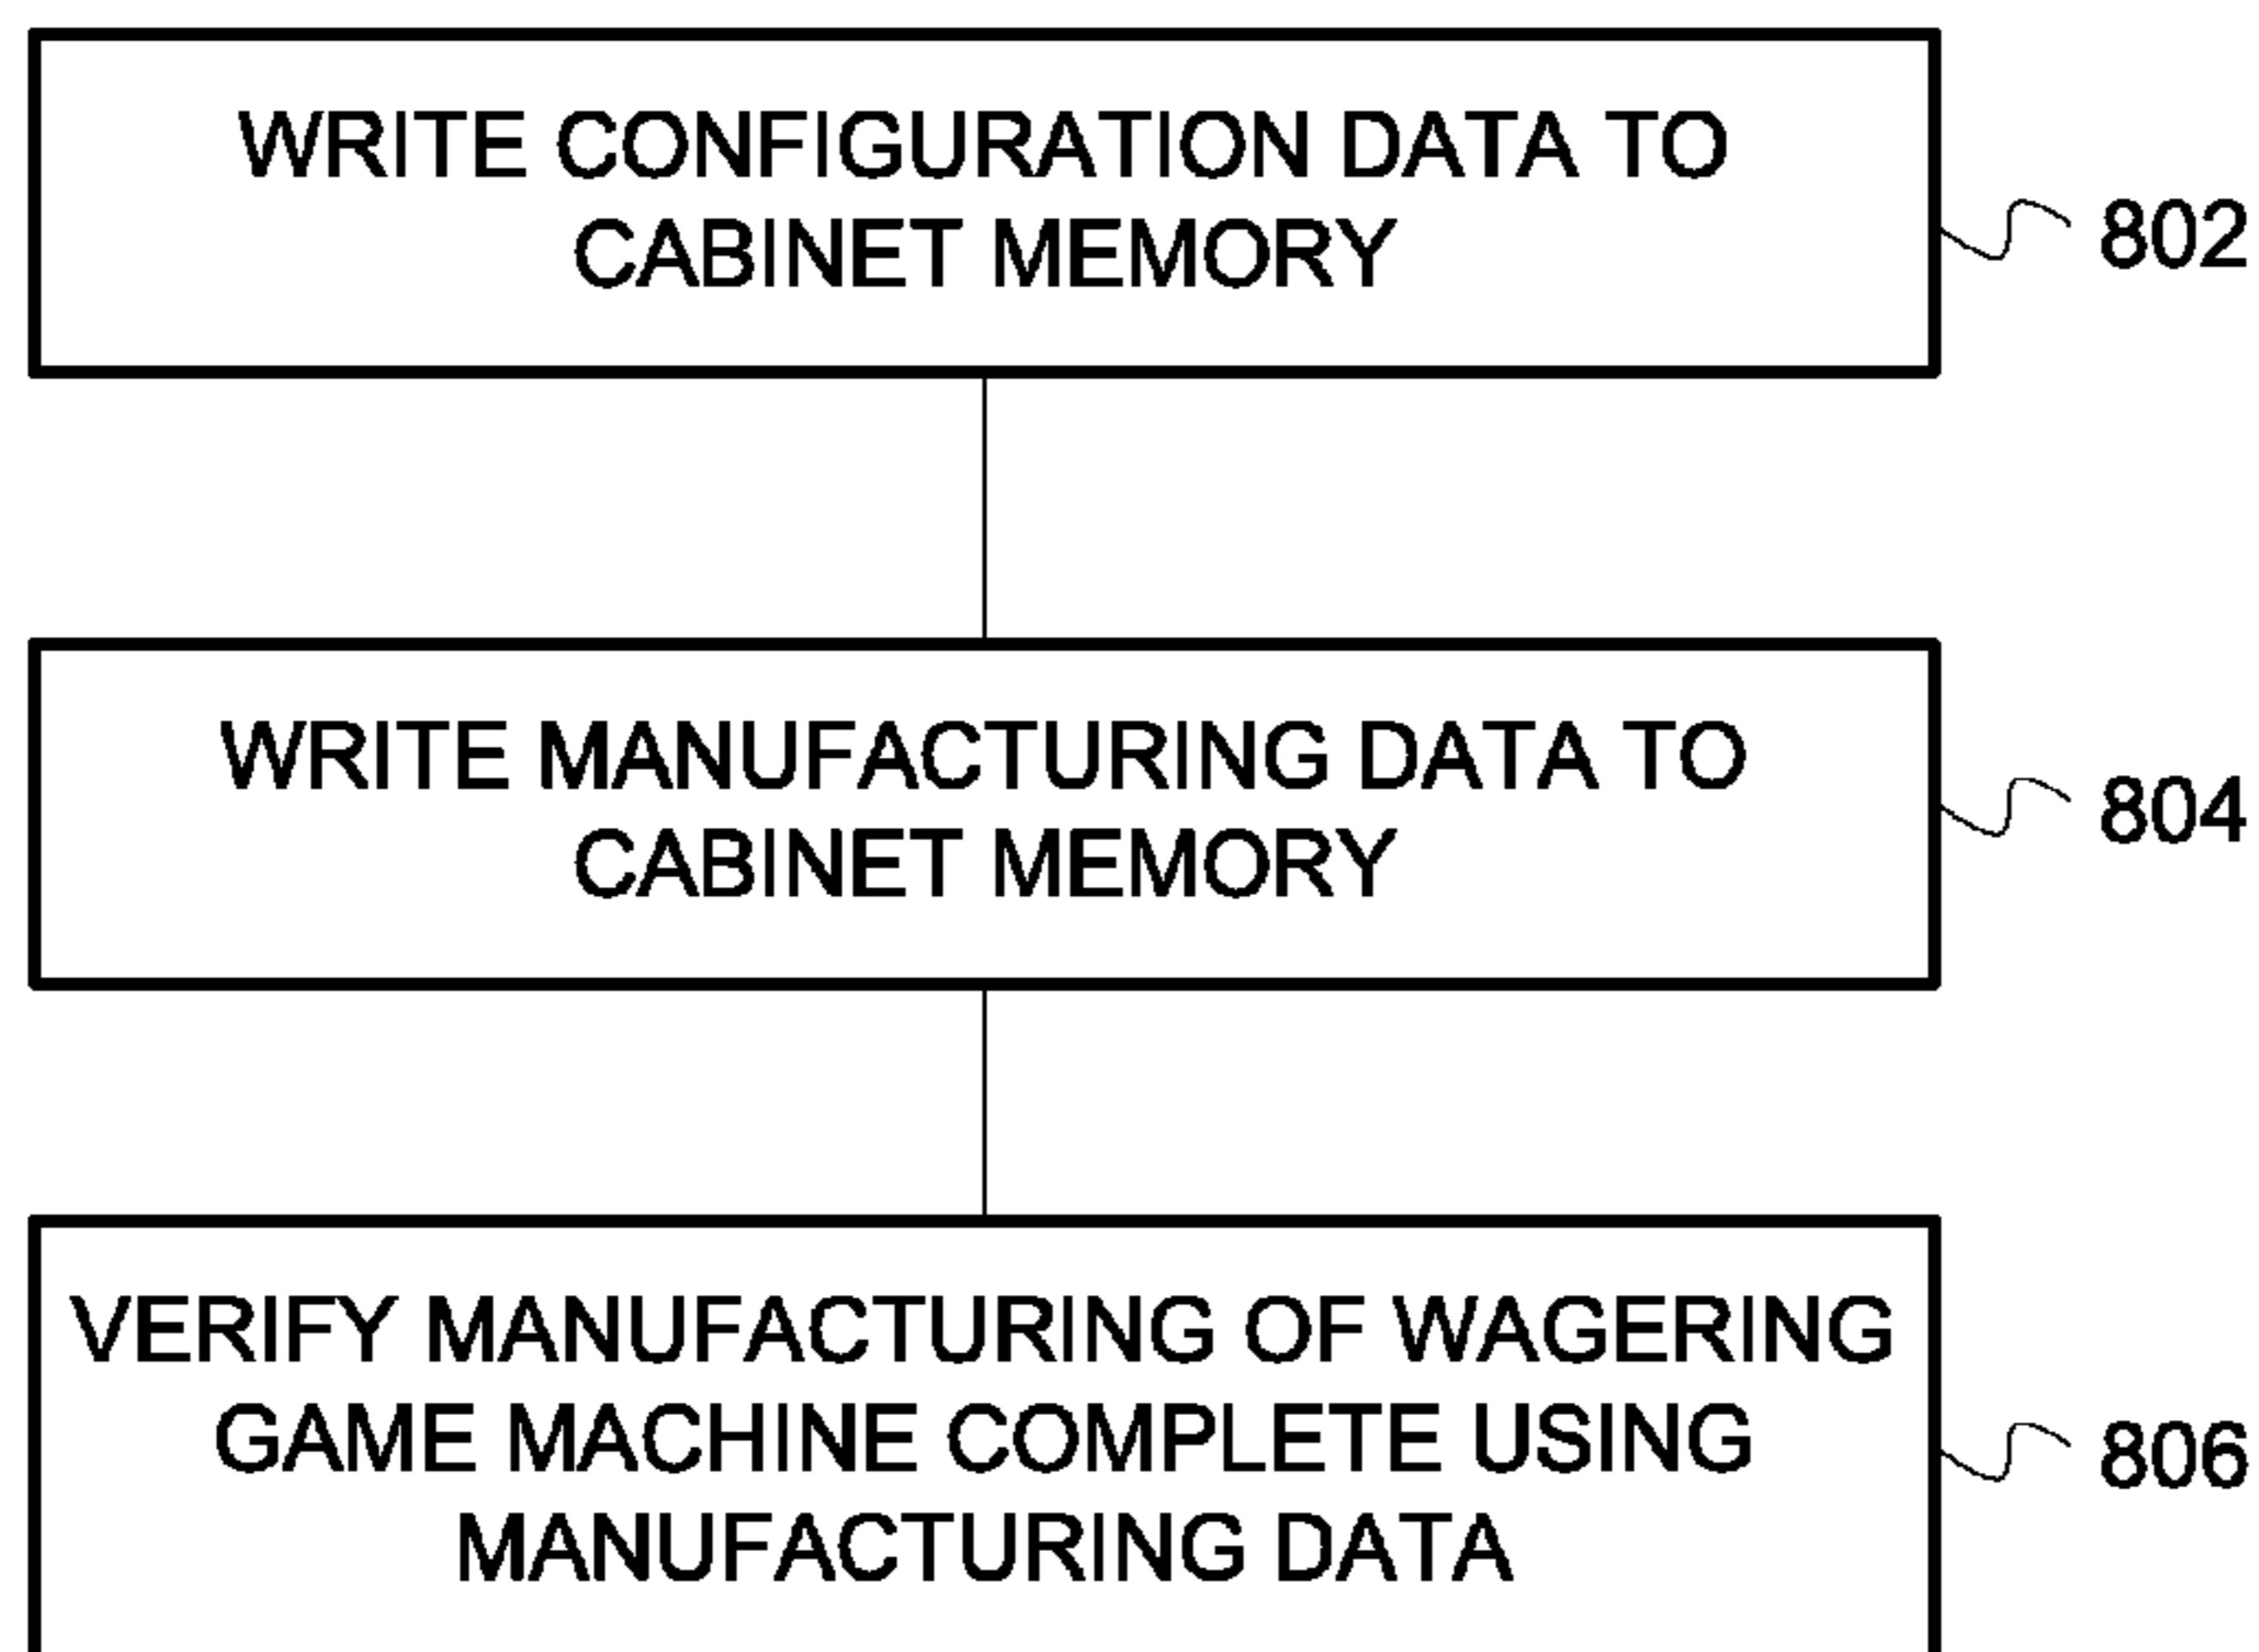 WRITE CONFIGURATION DATA TO
CABINET MEMORY
802
WRITE MANUFACTURING DATA TO
CABINET MEMORY
804
VERIFY MANUFACTURING OF WAGERING
GAME MACHINE COMPLETE USING
MANUFACTURING DATA
806